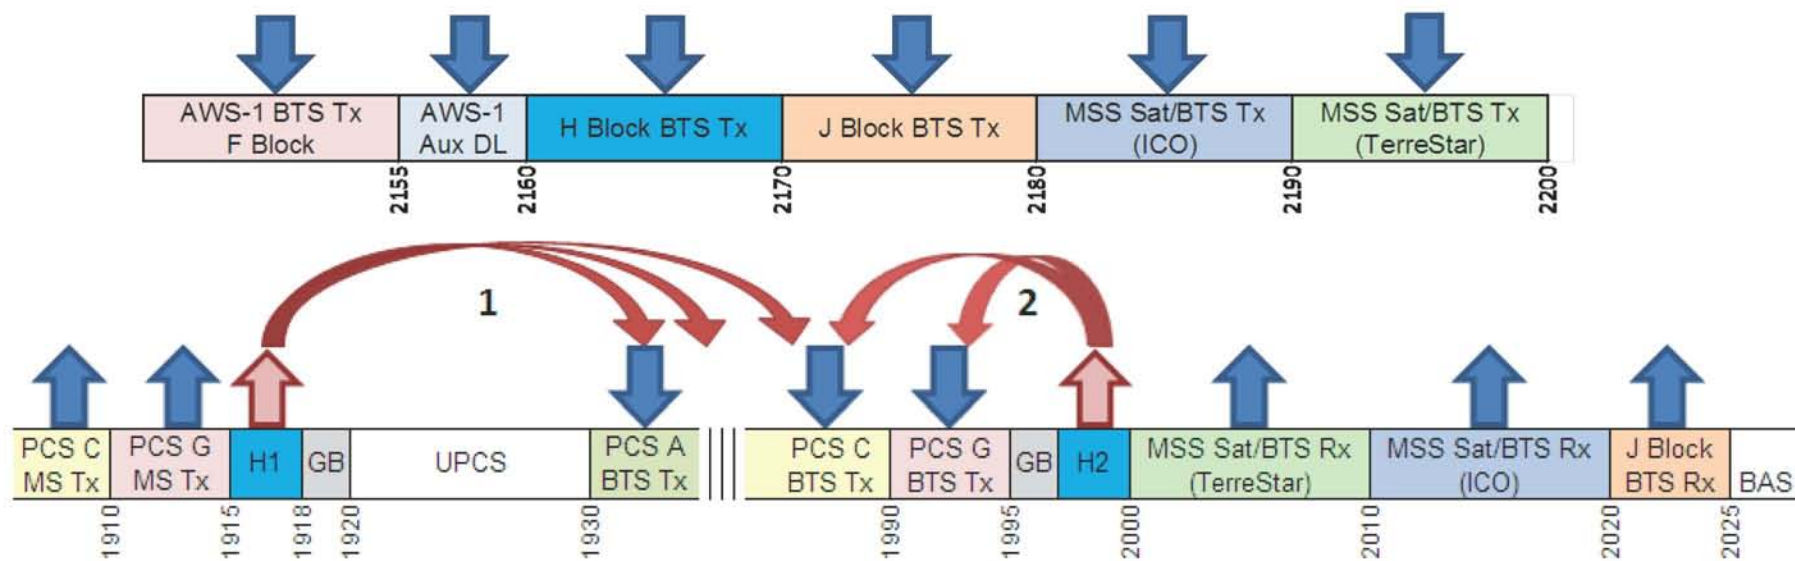 AWS-1 BTS Tx
F Block
AWS-1
Aux DL
H Block BTS Tx
J Block BTS Tx
MSS Sat/BTS Tx
(ICO)
MSS Sat/BTS Tx
(TerreStar)
2155
2160
2170
2180
2190
2200
1
2
PCS C
MS Tx
PCS G
MS Tx
H1
GB
UPCS
PCS A
BTS Tx
PCS C
BTS Tx
PCS G
BTS Tx
GB
H2
MSS Sat/BTS Rx
(TerreStar)
MSS Sat/BTS Rx
(ICO)
J Block
BTS Rx
BAS
1910
1915
1918
1920
1930
1990
1995
2000
2010
2020
2025